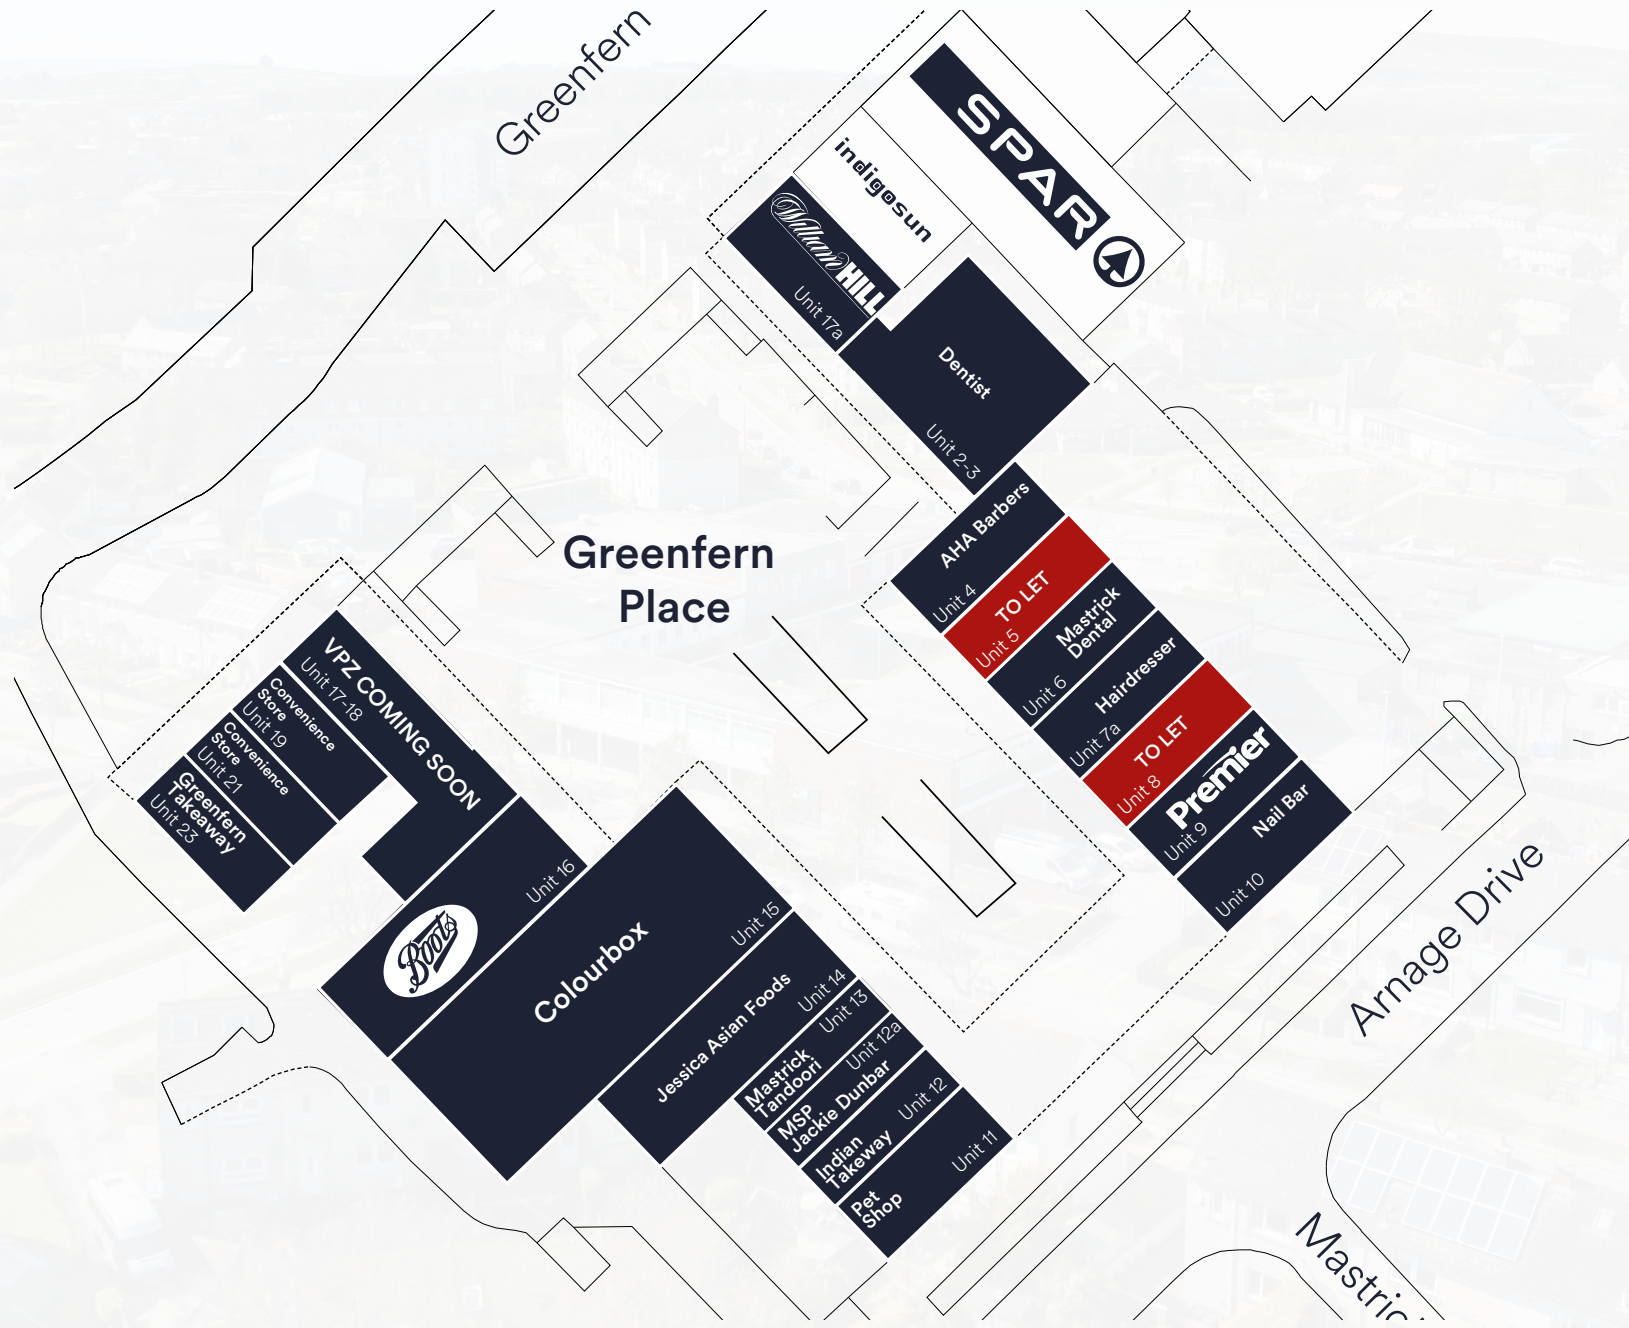 Greenfern
SPAR
indigosun
William HILL
Unit 17a
Dentist
Unit 2-3
AHA Barbers
Unit 4
TO LET
Unit 5
Mastrick
Dental
Unit 6
Hairdresser
Unit 7a
TO LET
Unit 8
Premier
Unit 9
Nail Bar
Unit 10
Greenfern
Place
VPZ COMING SOON
Unit 17-18
Convenience
Store
Unit 19
Convenience
Store
Unit 21
Greenfern
Takeaway
Unit 23
Boots
Unit 16
Colourbox
Unit 15
Jessica Asian Foods
Unit 14
Unit 13
Mastrick
Tandoori
Unit 12a
MSP
Jackie Dunbar
Unit 12
Indian
Takeway
Unit 11
Pet
Shop
Arnage Drive
Mastric